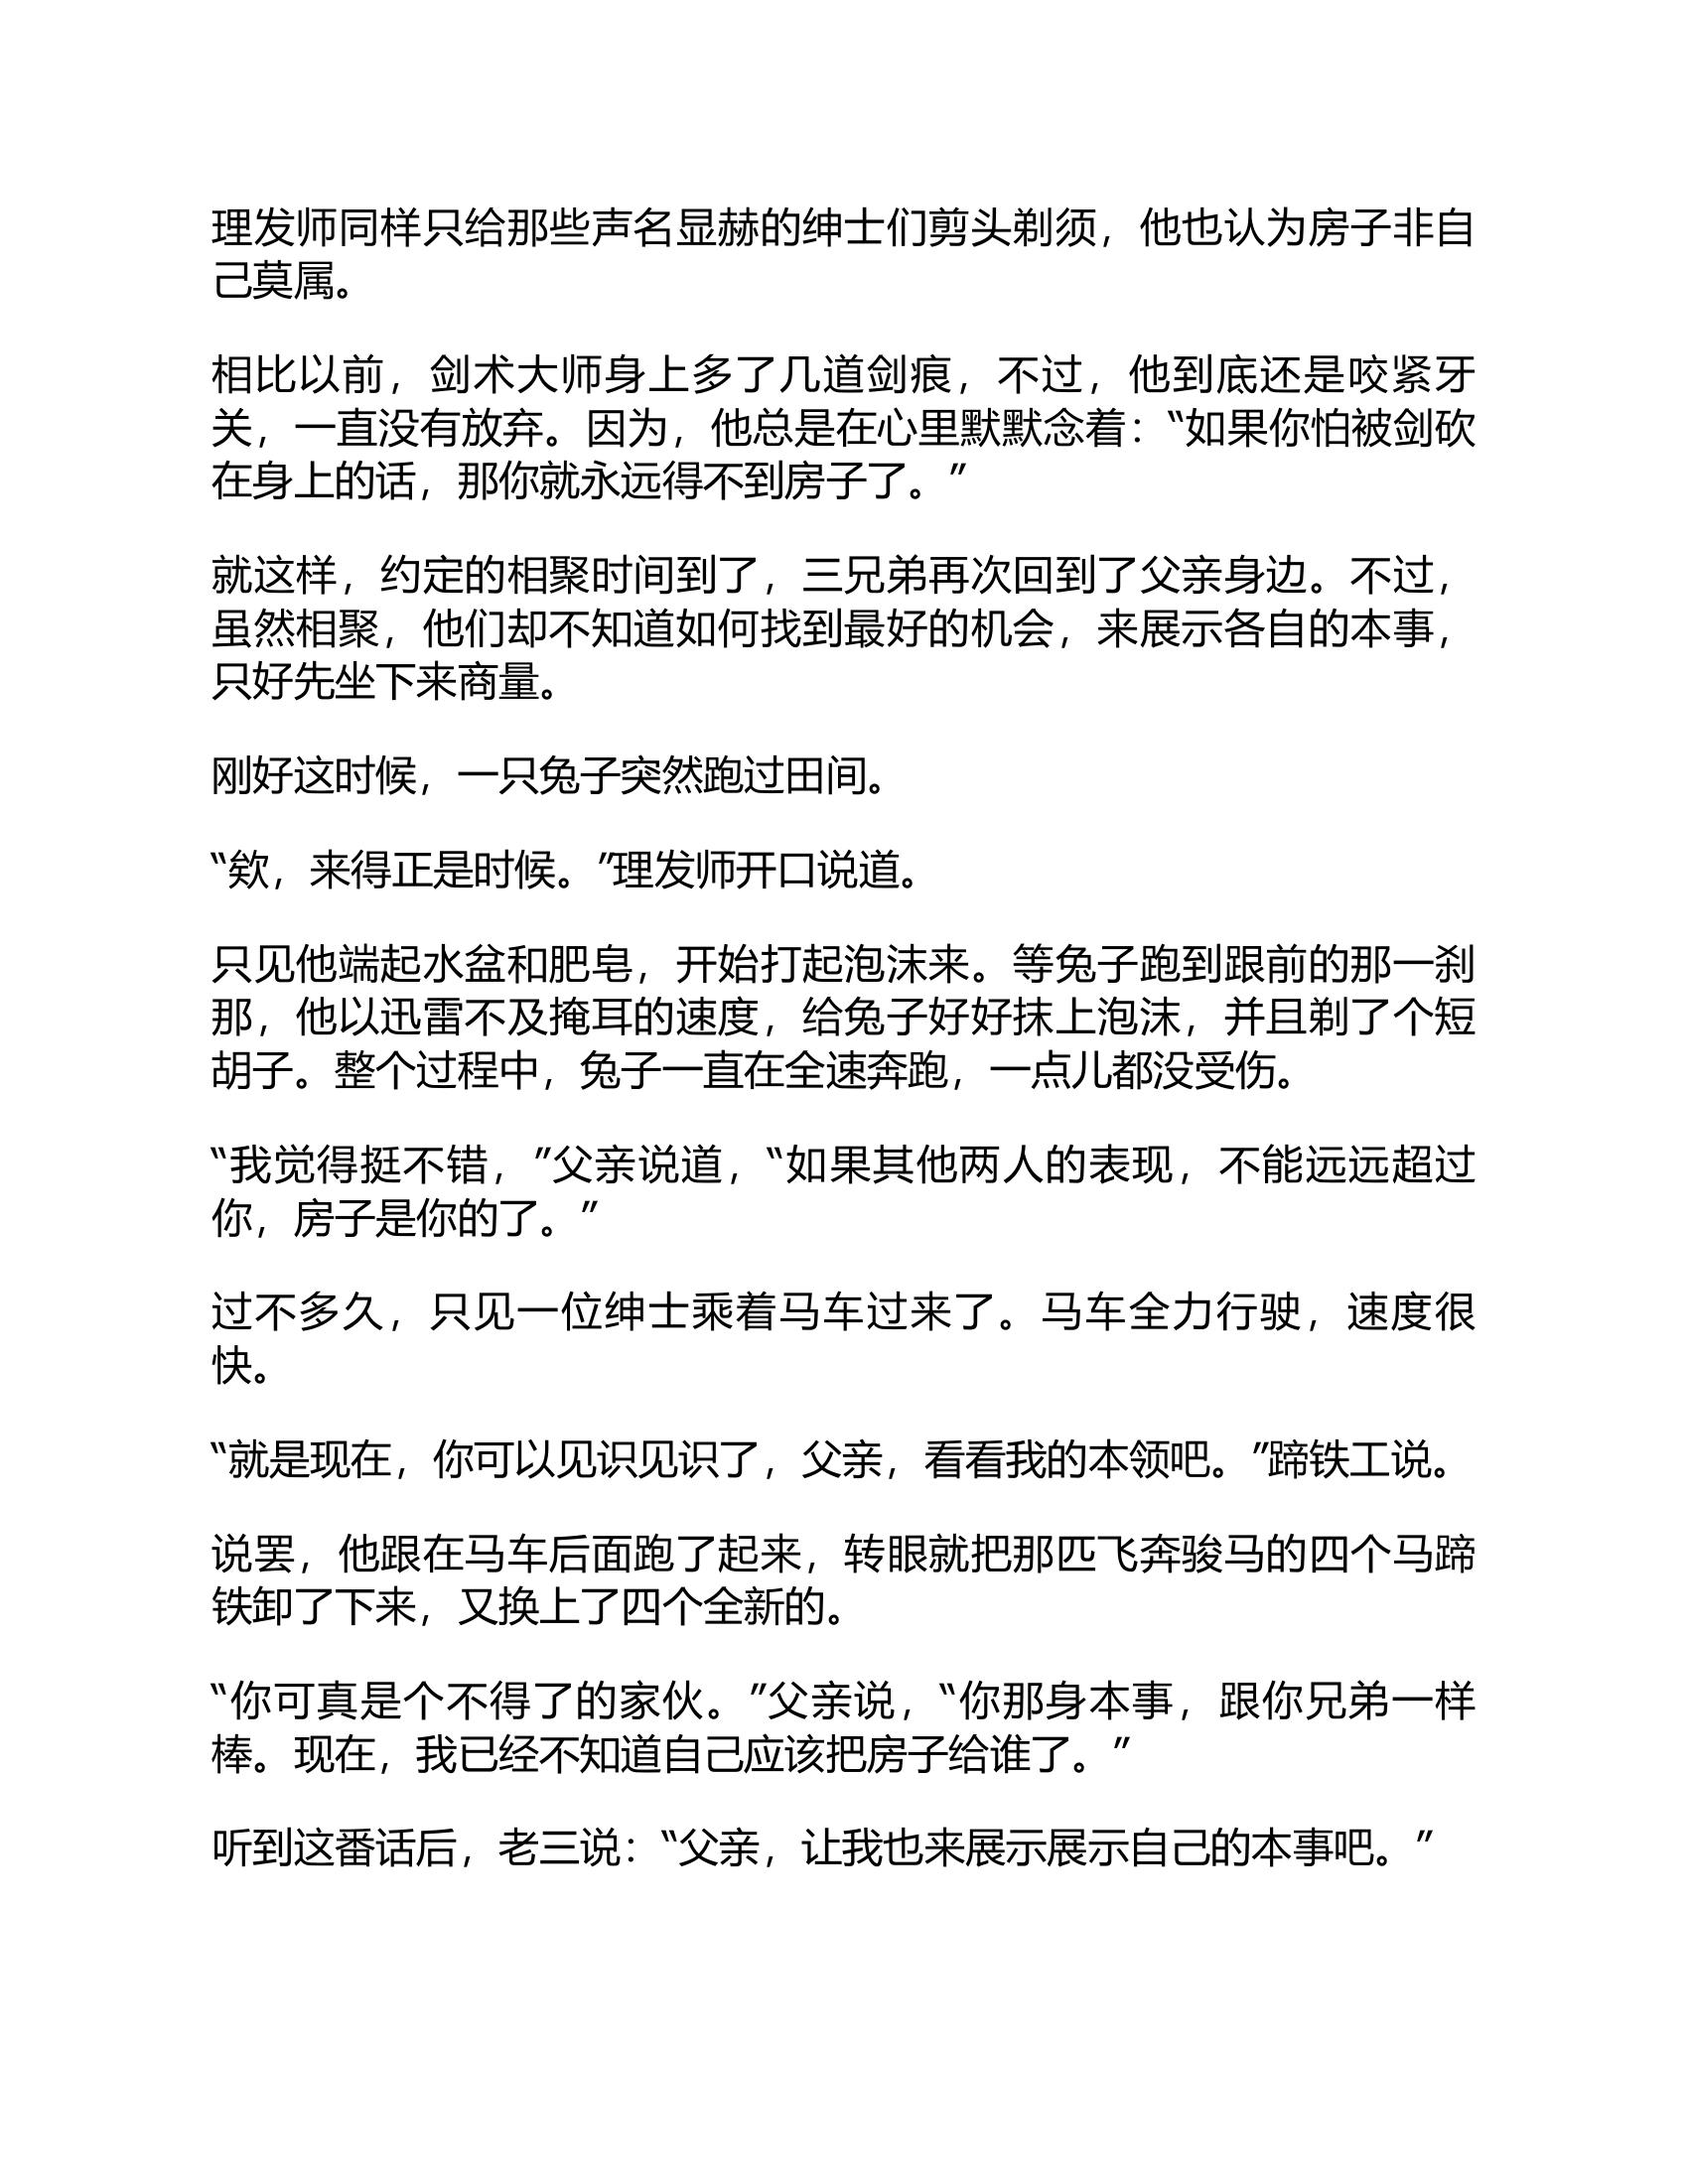 理发师同样只给那些声名显赫的绅士们剪头剃须，他也认为房子非自
己莫属。
相比以前，剑术大师身上多了几道剑痕，不过，他到底还是咬紧牙
关，一直没有放弃。因为，他总是在心里默默念着：“如果你怕被剑砍
在身上的话，那你就永远得不到房子了。”
就这样，约定的相聚时间到了，三兄弟再次回到了父亲身边。不过，
虽然相聚，他们却不知道如何找到最好的机会，来展示各自的本事，
只好先坐下来商量。
刚好这时候，一只兔子突然跑过田间。
“欸，来得正是时候。”理发师开口说道。
只见他端起水盆和肥皂，开始打起泡沫来。等兔子跑到跟前的那一刹
那，他以迅雷不及掩耳的速度，给兔子好好抹上泡沫，并且剃了个短
胡子。整个过程中，兔子一直在全速奔跑，一点儿都没受伤。
“我觉得挺不错，”父亲说道，“如果其他两人的表现，不能远远超过
你，房子是你的了。”
过不多久，只见一位绅士乘着马车过来了。马车全力行驶，速度很
快。
“就是现在，你可以见识见识了，父亲，看看我的本领吧。”蹄铁工说。
说罢，他跟在马车后面跑了起来，转眼就把那匹飞奔骏马的四个马蹄
铁卸了下来，又换上了四个全新的。
“你可真是个不得了的家伙。”父亲说，“你那身本事，跟你兄弟一样
棒。现在，我已经不知道自己应该把房子给谁了。”
听到这番话后，老三说：“父亲，让我也来展示展示自己的本事吧。”